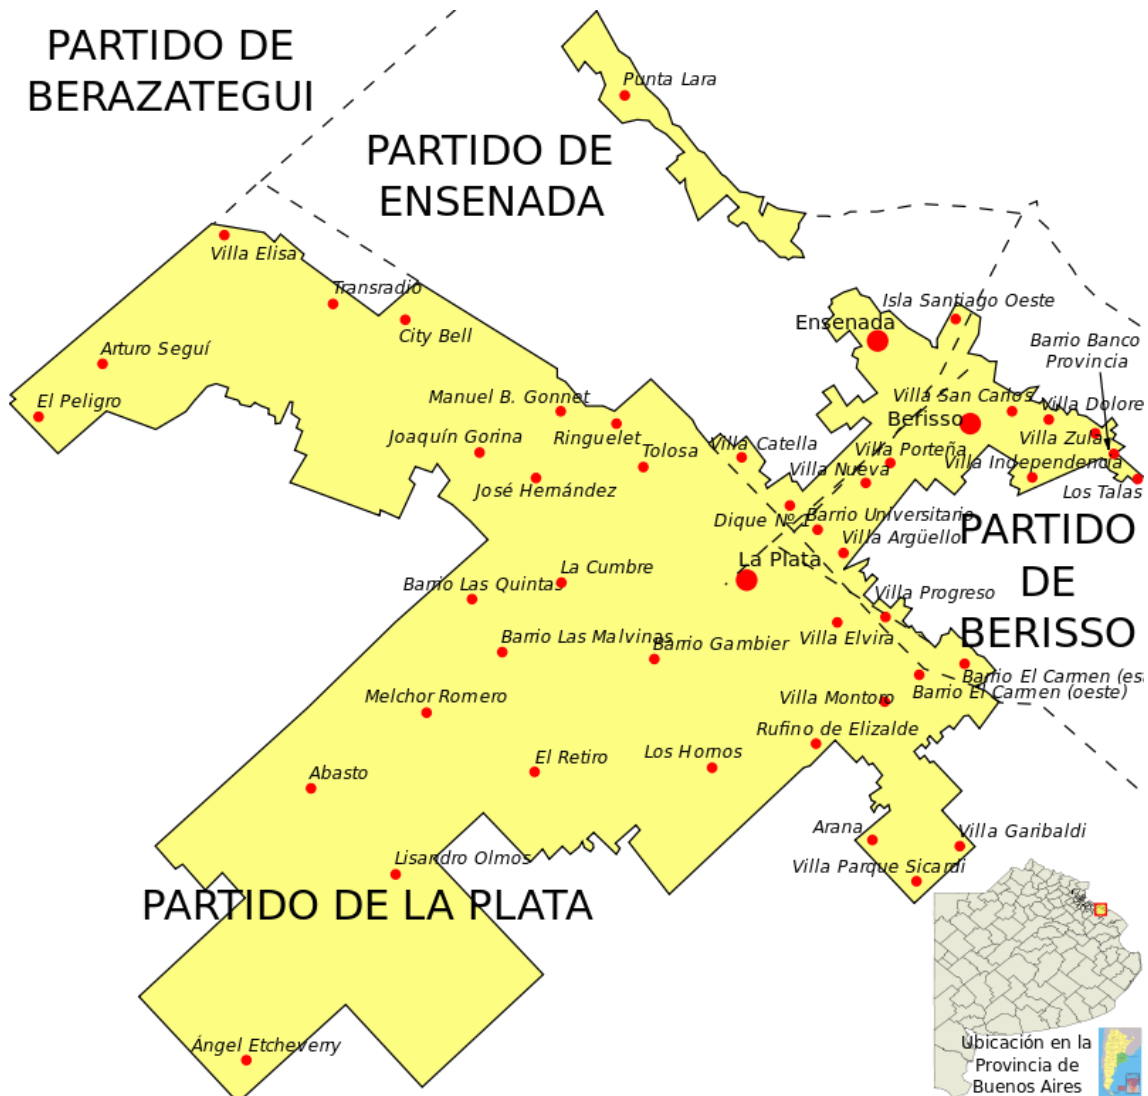 PARTIDO DE
BERAZATEGUI
Punta Lara
PARTIDO DE
ENSENADA
Villa Elisa
Transradio
City Bell
Isla Santiago Oeste
Ensenada
Barrio Banco
Provincia
Arturo Seguí
El Peligro
Manuel B. Gonnet
Villa San Carlos
Villa Dolore
Berisso
Joaquín Gorina
Ringuelet
Tolosa
Villa Catella
Villa Porteña
Villa Zula
Villa Nueva
Villa Independencia
José Hernández
Los Talas
Dique Nº 1
Barrio Universitario
Villa Argüello
PARTIDO
DE
BERISSO
La Plata
La Cumbre
Barrio Las Quintas
Villa Progreso
Villa Elvira
Barrio Las Malvinas
Barrio Gambier
Barrio El Carmen (est
Barrio El Carmen (oeste)
Melchor Romero
Villa Montoro
Rufino de Elizalde
Los Hornos
El Retiro
Abasto
Arana
Villa Garibaldi
Lisandro Olmos
Villa Parque Sicardi
PARTIDO DE LA PLATA
Ángel Etcheverry
Ubicación en la
Provincia de
Buenos Aires